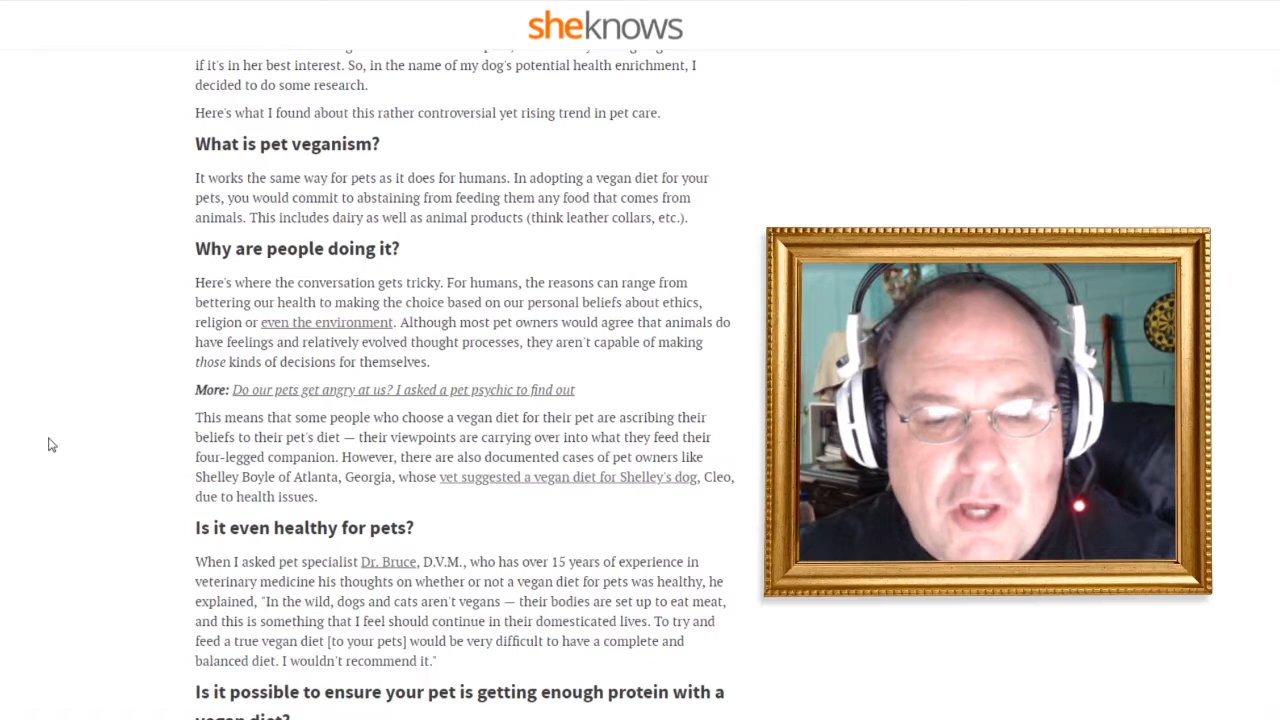 sheknows
if it's in her best interest. So, in the name of my dog's potential health enrichment, I
decided to do some research.
Here's what I found about this rather controversial yet rising trend in pet care.
What is pet veganism?
It works the same way for pets as it does for humans. In adopting a vegan diet for your
pets, you would commit to abstaining from feeding them any food that comes from
animals. This includes dairy as well as animal products (think leather collars, etc.).
Why are people doing it?
Here's where the conversation gets tricky. For humans, the reasons can range from
bettering our health to making the choice based on our personal beliefs about ethics,
religion or even the environment. Although most pet owners would agree that animals do
have feelings and relatively evolved thought processes, they aren't capable of making
those kinds of decisions for themselves.
More: Do our pets get angry at us? I asked a pet psychic to find out
This means that some people who choose a vegan diet for their pet are ascribing their
beliefs to their pet's diet — their viewpoints are carrying over into what they feed their
four-legged companion. However, there are also documented cases of pet owners like
Shelley Boyle of Atlanta, Georgia, whose vet suggested a vegan diet for Shelley's dog, Cleo,
due to health issues.
Is it even healthy for pets?
When I asked pet specialist Dr. Bruce, D.V.M., who has over 15 years of experience in
veterinary medicine his thoughts on whether or not a vegan diet for pets was healthy, he
explained, "In the wild, dogs and cats aren't vegans — their bodies are set up to eat meat,
and this is something that I feel should continue in their domesticated lives. To try and
feed a true vegan diet [to your pets] would be very difficult to have a complete and
balanced diet. I wouldn't recommend it."
Is it possible to ensure your pet is getting enough protein with a
vegan diet?